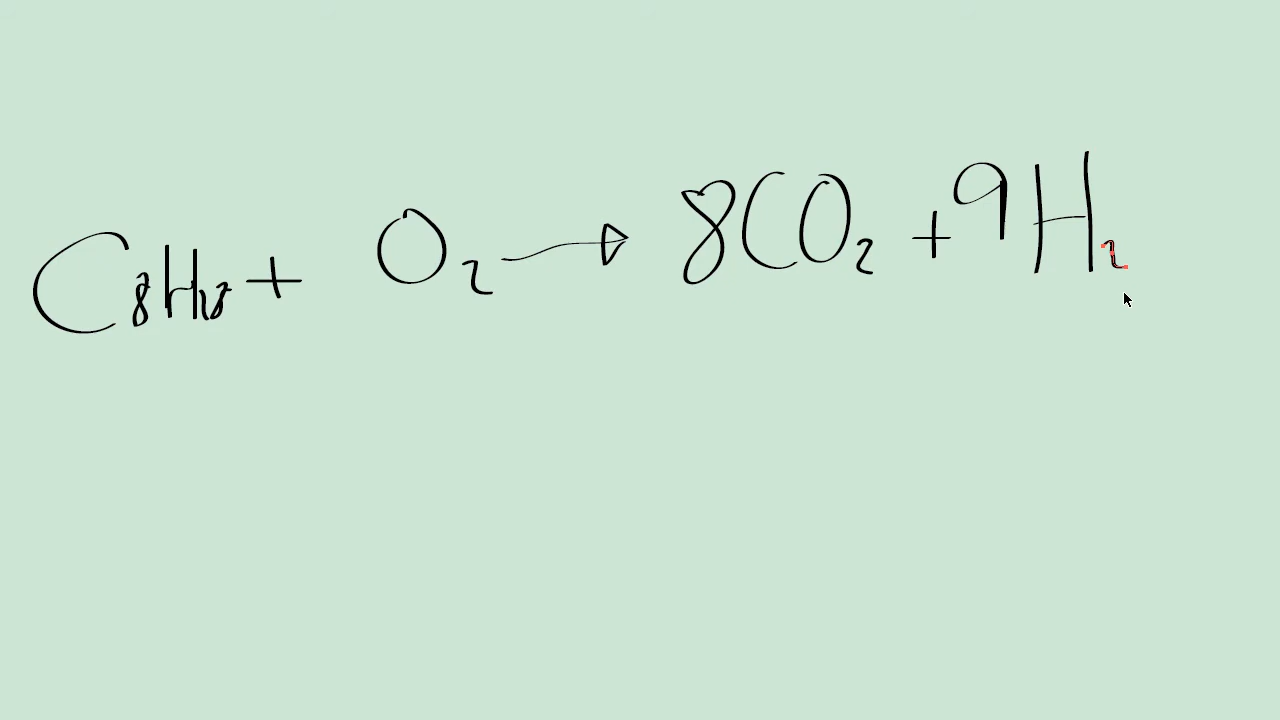 C₈H₁₈ + O₂ → 8CO₂ + 9H₂